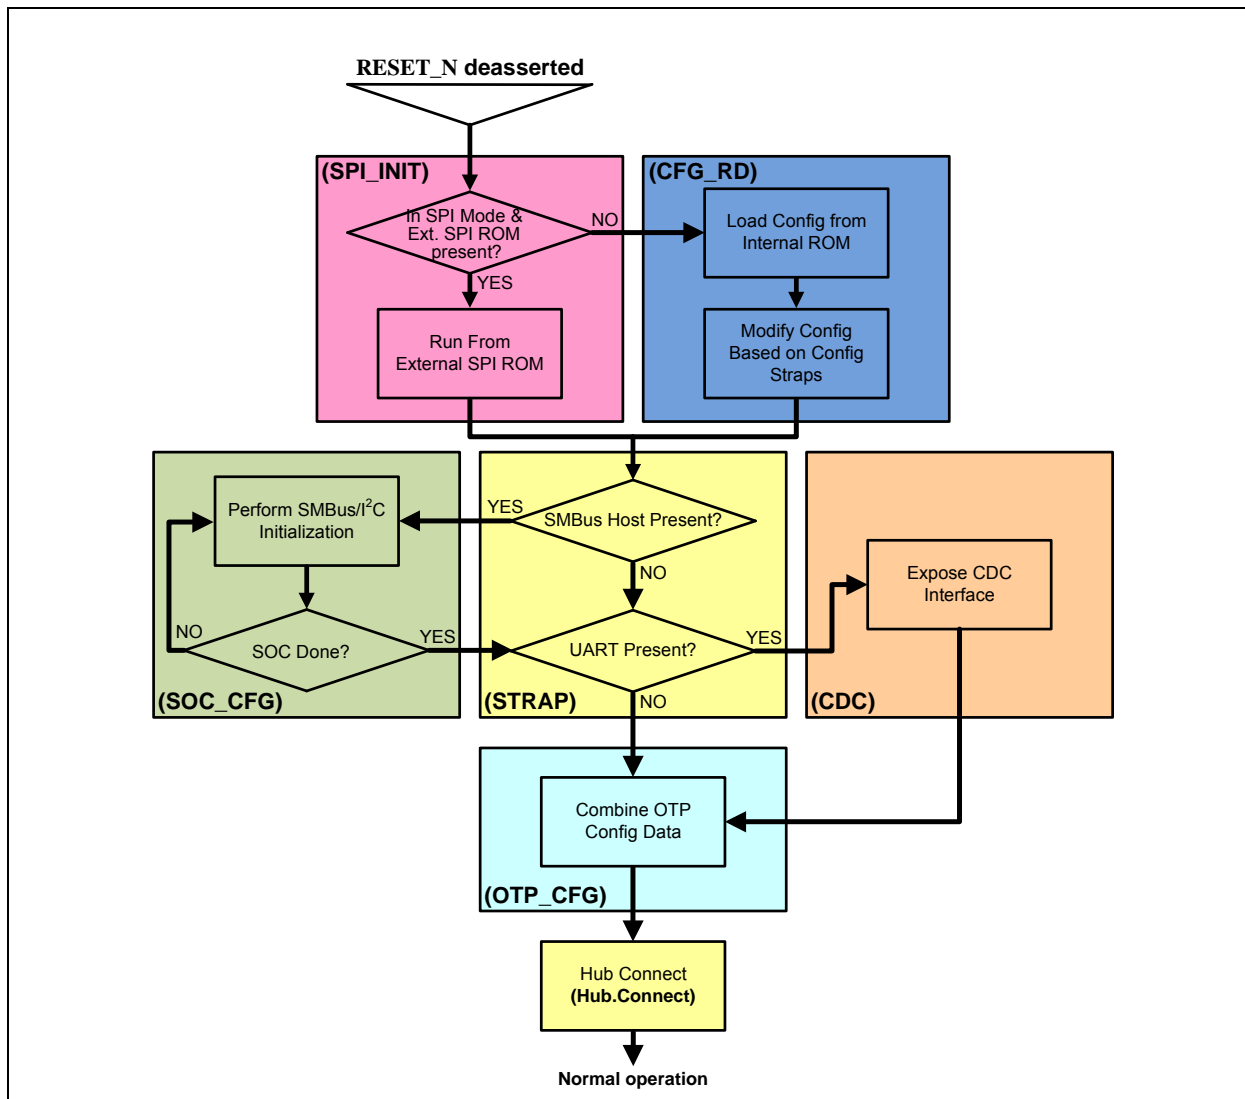 RESET_N deasserted
(SPI_INIT)
(CFG_RD)
In SPI Mode &
Ext. SPI ROM
present?
NO
YES
Load Config from
Internal ROM
Run From
External SPI ROM
Modify Config
Based on Config
Straps
Perform SMBus/I²C
Initialization
YES
SMBus Host Present?
NO
Expose CDC
Interface
NO
SOC Done?
YES
UART Present?
YES
NO
(SOC_CFG)
(STRAP)
(CDC)
Combine OTP
Config Data
(OTP_CFG)
Hub Connect
(Hub.Connect)
Normal operation